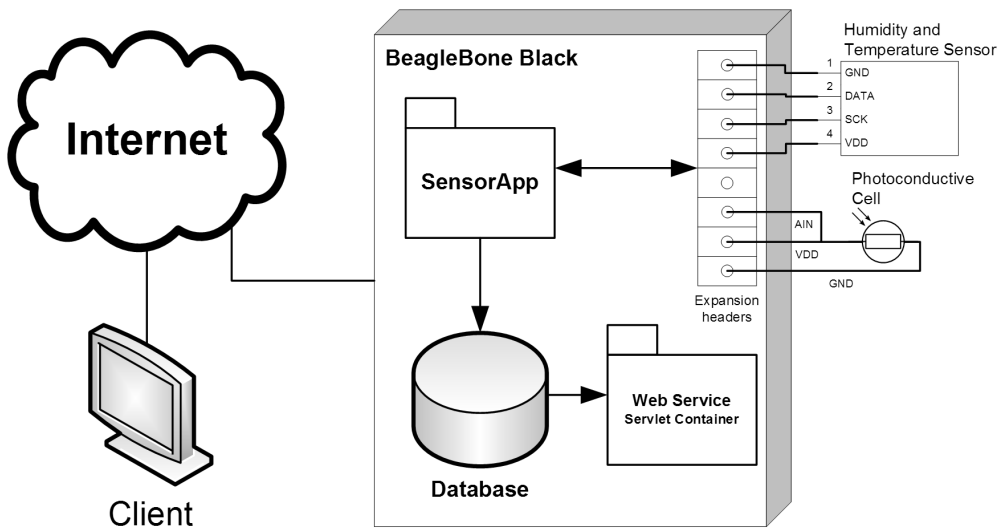 Internet
Client
BeagleBone Black
SensorApp
Database
Web Service
Servlet Container
Expansion
headers
Humidity and
Temperature Sensor
1
GND
2
DATA
3
SCK
4
VDD
Photoconductive
Cell
AIN
VDD
GND